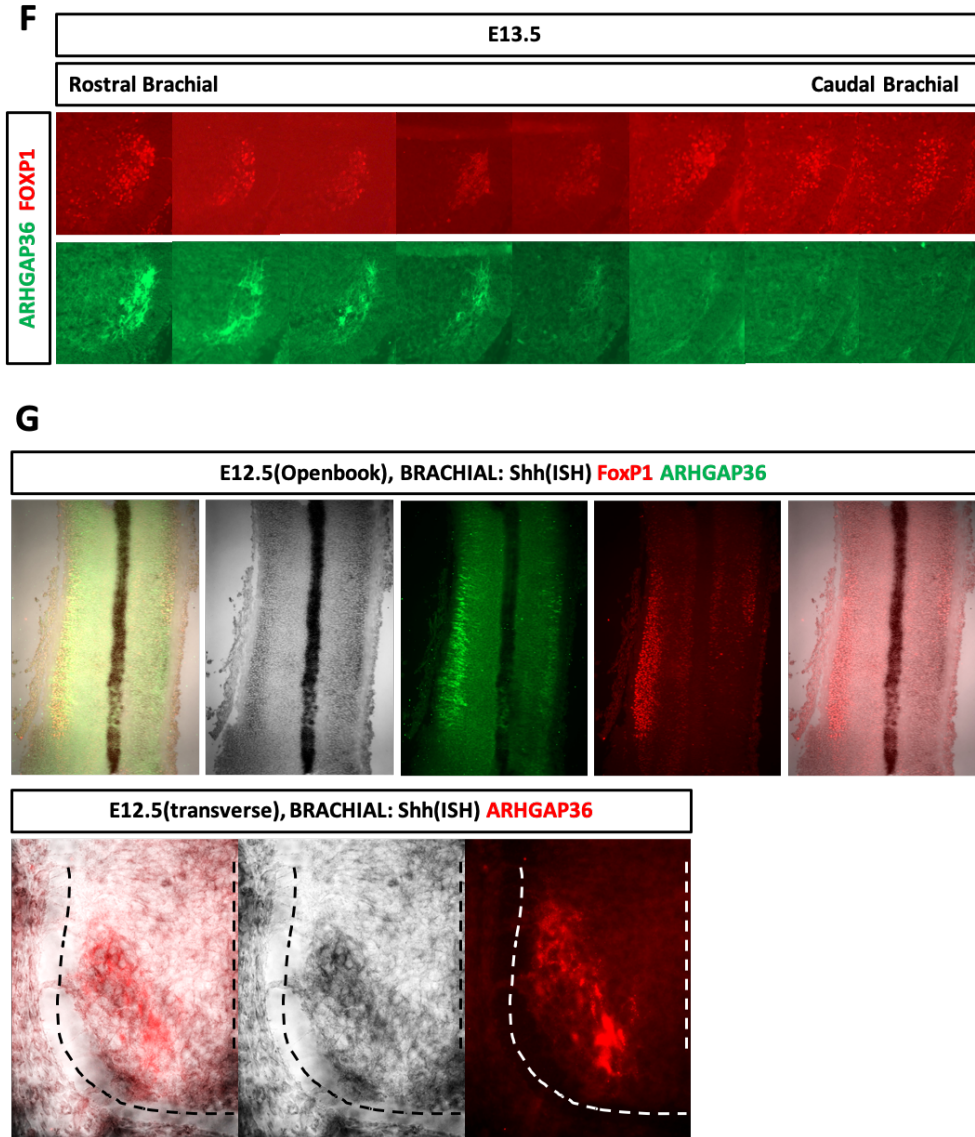 F
E13.5
Rostral Brachial Caudal Brachial
ARHGAP36 FOXP1
G
E12.5(Openbook), BRACHIAL: Shh(ISH) FoxP1 ARHGAP36
E12.5(transverse), BRACHIAL: Shh(ISH) ARHGAP36